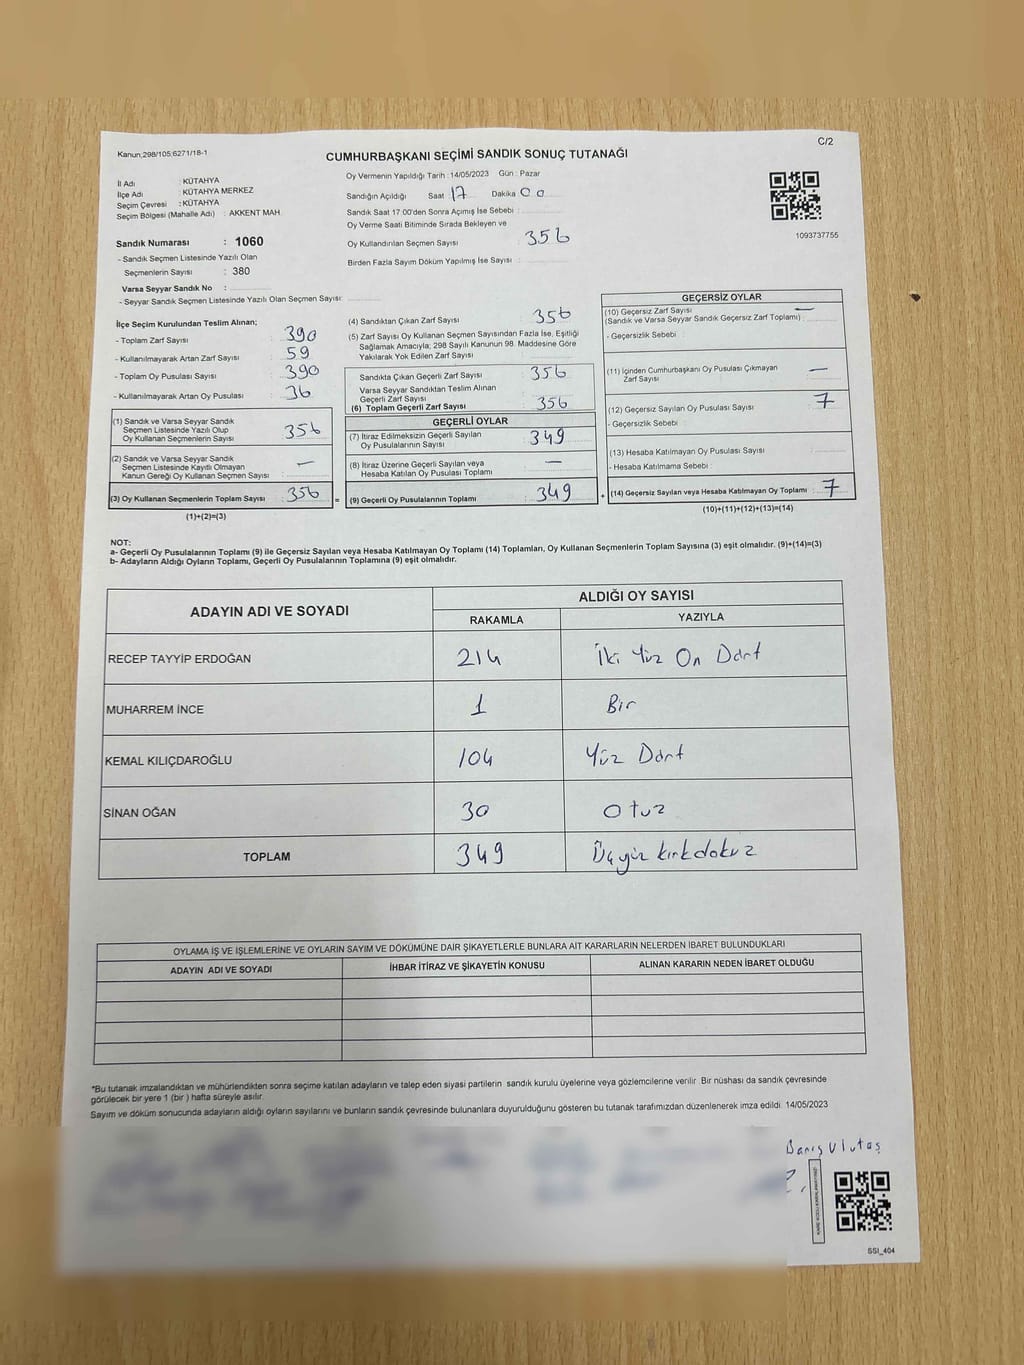 C/2
Kanun;298/105;6271/18-1
CUMHURBAŞKANI SEÇİMİ SANDIK SONUÇ TUTANAĞI
İl Adı : KÜTAHYA
İlçe Adı : KÜTAHYA MERKEZ
Seçim Çevresi : KÜTAHYA
Seçim Bölgesi (Mahalle Adı) : AKKENT MAH
Sandık Numarası : 1060
- Sandık Seçmen Listesinde Yazılı Olan
Seçmenlerin Sayısı : 380
Varsa Seyyar Sandık No :
- Seyyar Sandık Seçmen Listesinde Yazılı Olan Seçmen Sayısı:
Oy Vermenin Yapıldığı Tarih :14/05/2023 Gün : Pazar
Sandığın Açıldığı Saat 17 Dakika 00
Sandık Saat 17:00'den Sonra Açımış İse Sebebi :
Oy Verme Saati Bitiminde Sırada Bekleyen ve
Oy Kullandırılan Seçmen Sayısı 356
Birden Fazla Sayım Döküm Yapılmış İse Sayısı :
1093737755
İlçe Seçim Kurulundan Teslim Alınan;
- Toplam Zarf Sayısı : 390
- Kullanılmayarak Artan Zarf Sayısı : 59
- Toplam Oy Pusulası Sayısı : 390
- Kullanılmayarak Artan Oy Pusulası : 36
(1) Sandık ve Varsa Seyyar Sandık
Seçmen Listesinde Yazılı Olup
Oy Kullanan Seçmenlerin Sayısı : 356
(2) Sandık ve Varsa Seyyar Sandık
Seçmen Listesinde Kayıtlı Olmayan
Kanun Gereği Oy Kullanan Seçmen Sayısı : —
(3) Oy Kullanan Seçmenlerin Toplam Sayısı : 356
(1)+(2)=(3)
=
(4) Sandıktan Çıkan Zarf Sayısı : 356
(5) Zarf Sayısı Oy Kullanan Seçmen Sayısından Fazla İse, Eşitliği
Sağlamak Amacıyla; 298 Sayılı Kanunun 98. Maddesine Göre
Yakılarak Yok Edilen Zarf Sayısı :
Sandıkta Çıkan Geçerli Zarf Sayısı : 356
Varsa Seyyar Sandıktan Teslim Alınan
Geçerli Zarf Sayısı :
(6) Toplam Geçerli Zarf Sayısı : 356
GEÇERLİ OYLAR
(7) İtiraz Edilmeksizin Geçerli Sayılan
Oy Pusulalarının Sayısı : 349
(8) İtiraz Üzerine Geçerli Sayılan veya
Hesaba Katılan Oy Pusulası Toplamı : —
(9) Geçerli Oy Pusulalarının Toplamı : 349
+
GEÇERSİZ OYLAR
(10) Geçersiz Zarf Sayısı —
(Sandık ve Varsa Seyyar Sandık Geçersiz Zarf Toplamı) :
- Geçersizlik Sebebi :
(11) İçinden Cumhurbaşkanı Oy Pusulası Çıkmayan
Zarf Sayısı : —
(12) Geçersiz Sayılan Oy Pusulası Sayısı : 7
- Geçersizlik Sebebi :
(13) Hesaba Katılmayan Oy Pusulası Sayısı :
- Hesaba Katılmama Sebebi :
(14) Geçersiz Sayılan veya Hesaba Katılmayan Oy Toplamı : 7
(10)+(11)+(12)+(13)=(14)
NOT:
a- Geçerli Oy Pusulalarının Toplamı (9) ile Geçersiz Sayılan veya Hesaba Katılmayan Oy Toplamı (14) Toplamları, Oy Kullanan Seçmenlerin Toplam Sayısına (3) eşit olmalıdır. (9)+(14)=(3)
b- Adayların Aldığı Oyların Toplamı, Geçerli Oy Pusulalarının Toplamına (9) eşit olmalıdır.
ADAYIN ADI VE SOYADI ALDIĞI OY SAYISI
RAKAMLA YAZIYLA
RECEP TAYYİP ERDOĞAN 214 İki Yüz On Dört
MUHARREM İNCE 1 Bir
KEMAL KILIÇDAROĞLU 104 Yüz Dört
SİNAN OĞAN 30 Otuz
TOPLAM 349 Üçyüz kırkdokuz
OYLAMA İŞ VE İŞLEMLERİNE VE OYLARIN SAYIM VE DÖKÜMÜNE DAİR ŞİKAYETLERLE BUNLARA AİT KARARLARIN NELERDEN İBARET BULUNDUKLARI
ADAYIN ADI VE SOYADI İHBAR İTİRAZ VE ŞİKAYETİN KONUSU ALINAN KARARIN NEDEN İBARET OLDUĞU
*Bu tutanak imzalandıktan ve mühürlendikten sonra seçime katılan adayların ve talep eden siyasi partilerin sandık kurulu üyelerine veya gözlemcilerine verilir. Bir nüshası da sandık çevresinde
görülecek bir yere 1 (bir ) hafta süreyle asılır.
Sayım ve döküm sonucunda adayların aldığı oyların sayılarını ve bunların sandık çevresinde bulunanlara duyurulduğunu gösteren bu tutanak tarafımızdan düzenlenerek imza edildi. 14/05/2023
Barış Ulutaş
SSI_404